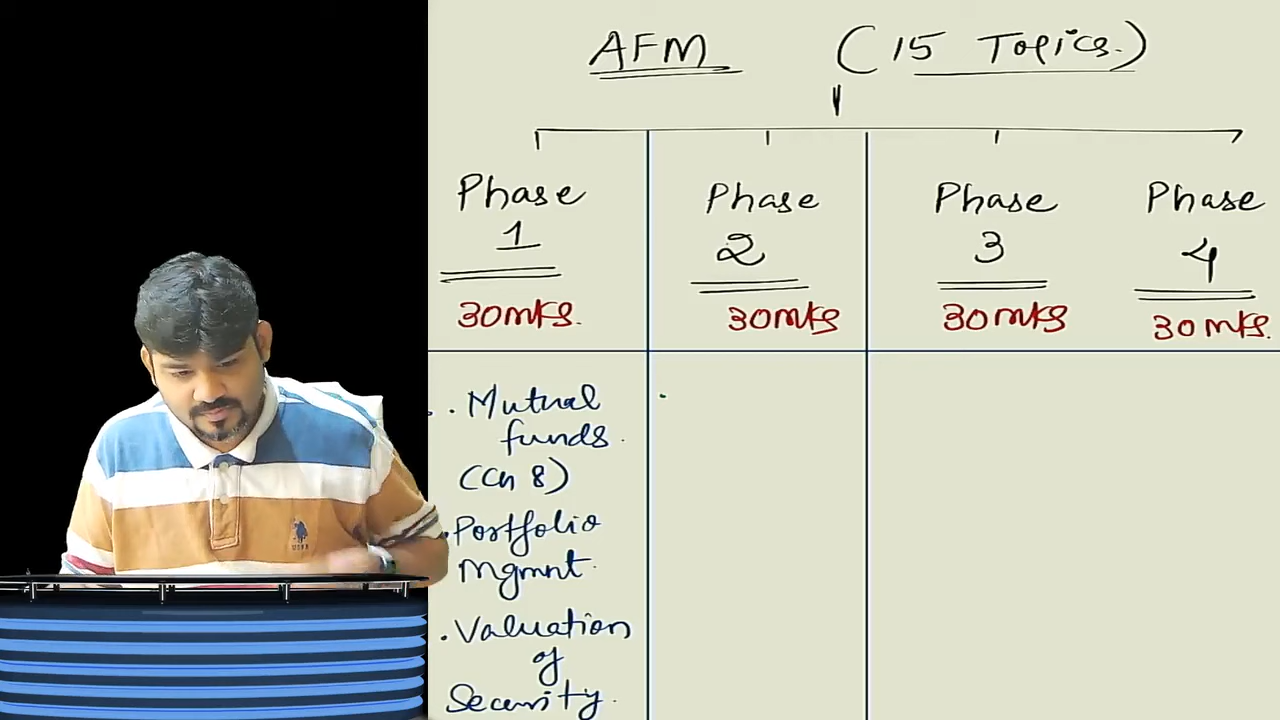 AFM (15 Topics.)
Phase 1 Phase 2 Phase 3 Phase 4
30mks. 30mks 30mks 30mks.
. Mutual
funds.
(Ch 8)
.Portfolio
Mgmnt.
.Valuation
of
Security.